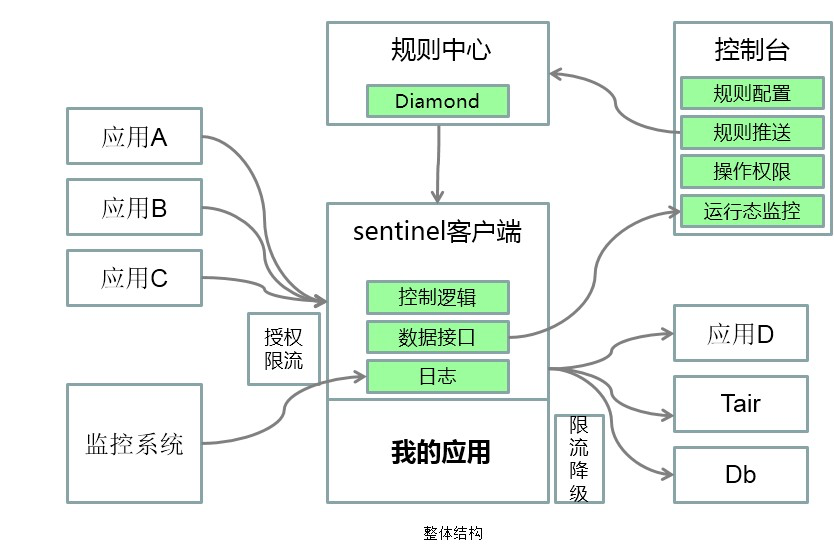 规则中心
Diamond
控制台
规则配置
规则推送
操作权限
运行态监控
应用A
应用B
应用C
sentinel客户端
控制逻辑
数据接口
日志
授权
限流
监控系统
我的应用
限
流
降
级
应用D
Tair
Db
整体结构